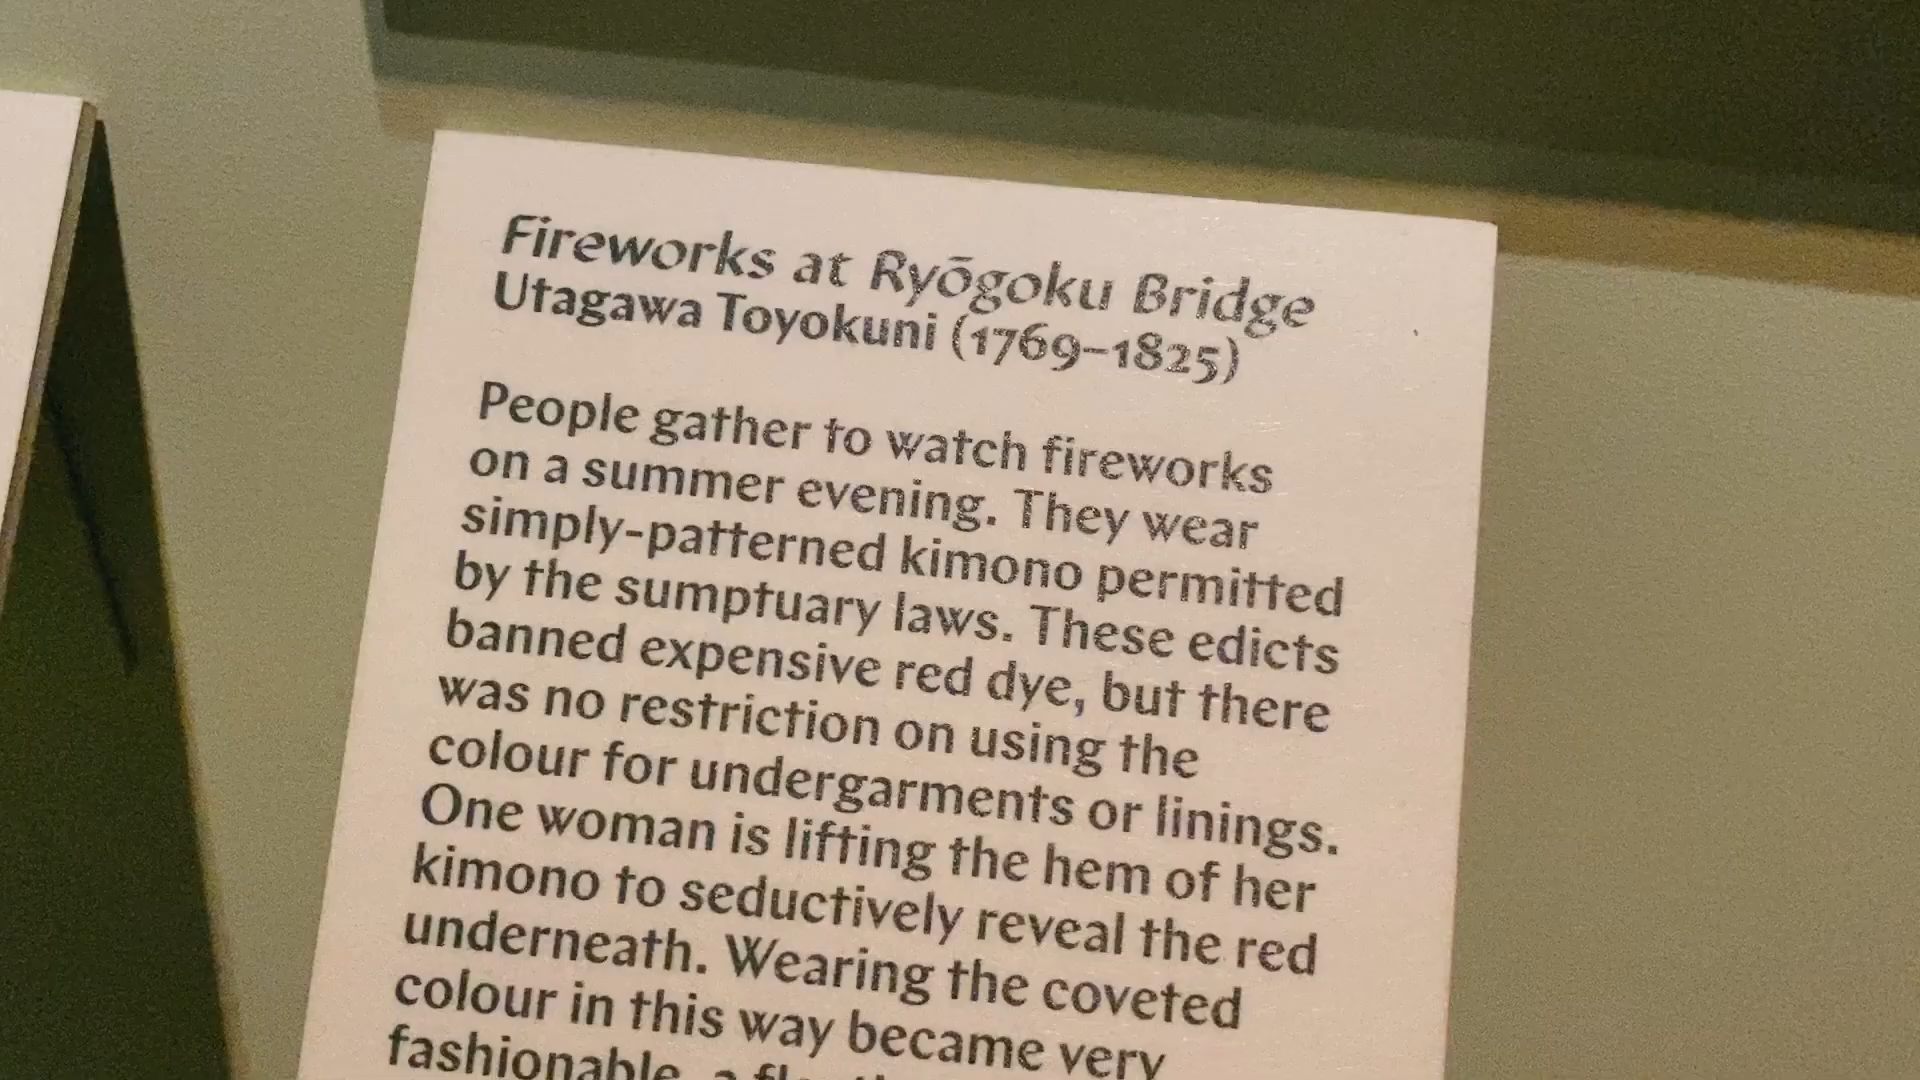 Fireworks at Ryōgoku Bridge
Utagawa Toyokuni (1769–1825)
People gather to watch fireworks
on a summer evening. They wear
simply-patterned kimono permitted
by the sumptuary laws. These edicts
banned expensive red dye, but there
was no restriction on using the
colour for undergarments or linings.
One woman is lifting the hem of her
kimono to seductively reveal the red
underneath. Wearing the coveted
colour in this way became very
fashionable, a